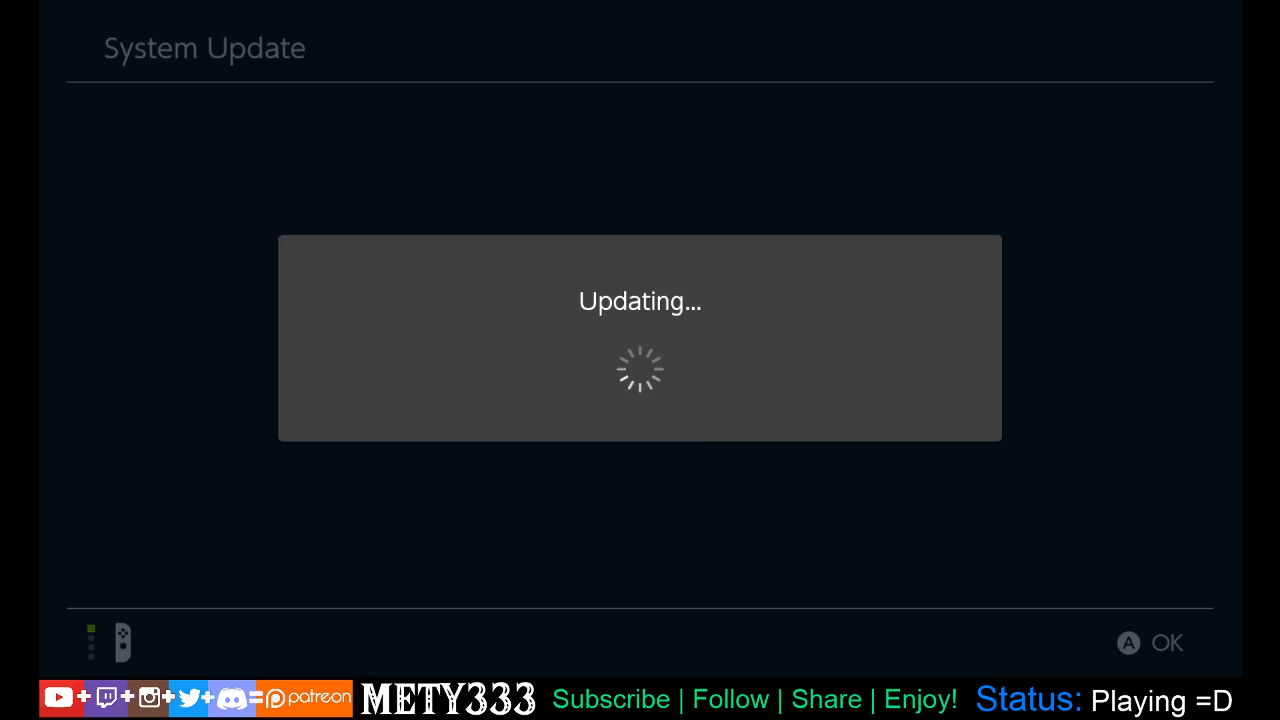 System Update
Updating...
A OK
+ + + + = patreon METY333 Subscribe | Follow | Share | Enjoy! Status: Playing =D